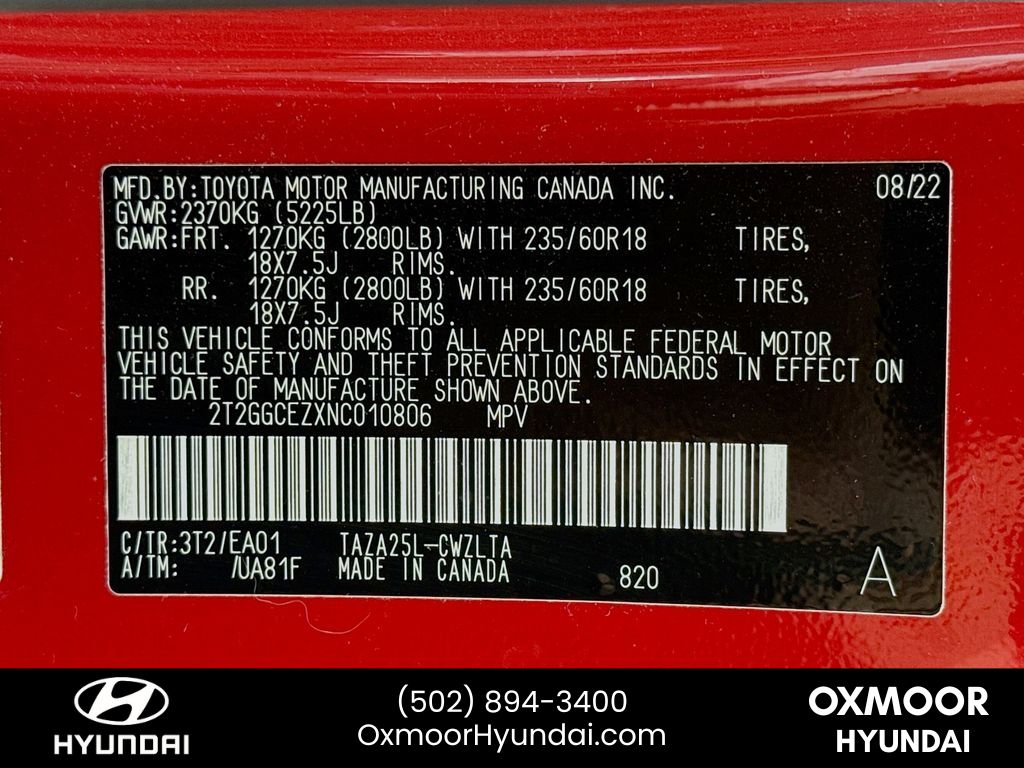 MFD.BY:TOYOTA MOTOR MANUFACTURING CANADA INC. 08/22
GVWR:2370KG (5225LB)
GAWR:FRT. 1270KG (2800LB) WITH 235/60R18 TIRES,
18X7.5J RIMS.
RR. 1270KG (2800LB) WITH 235/60R18 TIRES,
18X7.5J RIMS.
THIS VEHICLE CONFORMS TO ALL APPLICABLE FEDERAL MOTOR
VEHICLE SAFETY AND THEFT PREVENTION STANDARDS IN EFFECT ON
THE DATE OF MANUFACTURE SHOWN ABOVE.
2T2GGCEZXNC010806 MPV
C/TR:3T2/EA01 TAZA25L-CWZLTA
A/TM: /UA81F MADE IN CANADA 820 A
HYUNDAI
(502) 894-3400
OxmoorHyundai.com
OXMOOR
HYUNDAI